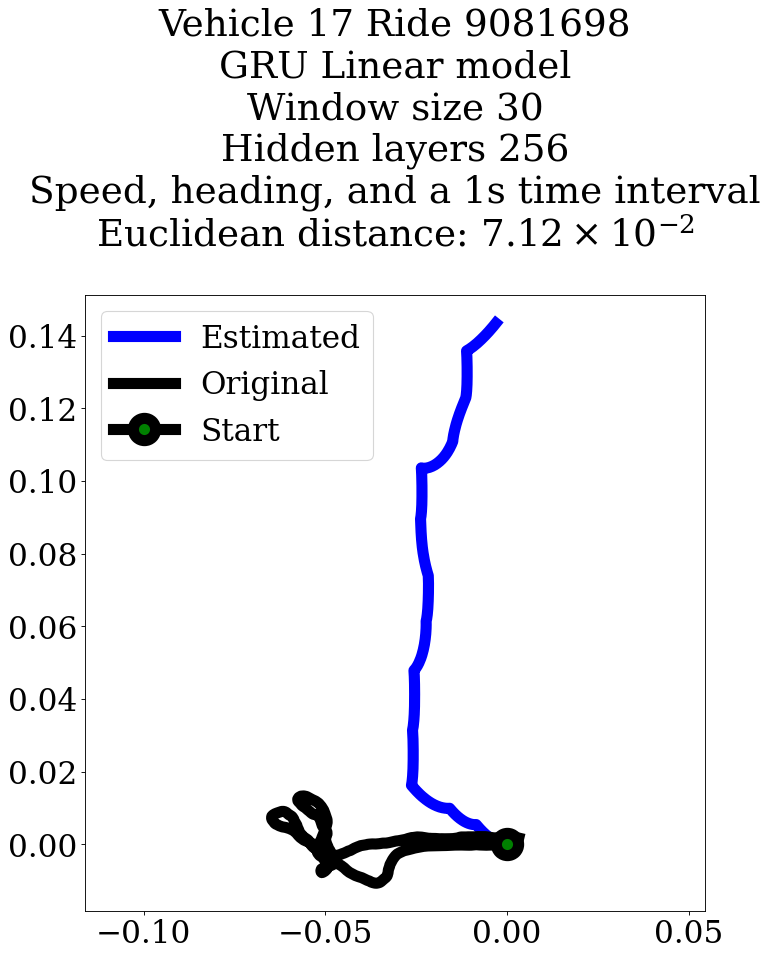 Vehicle 17 Ride 9081698
GRU Linear model
Window size 30
Hidden layers 256
Speed, heading, and a 1s time interval
Euclidean distance: 7.12 × 10⁻²
Estimated
Original
Start
0.14
0.12
0.10
0.08
0.06
0.04
0.02
0.00
−0.10
−0.05
0.00
0.05